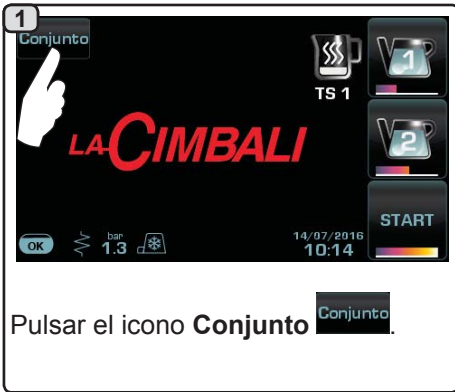 1
Conjunto
TS 1
1
LA CIMBALI
2
START
OK
bar
1.3
14/07/2016
10:14
Pulsar el icono Conjunto Conjunto.